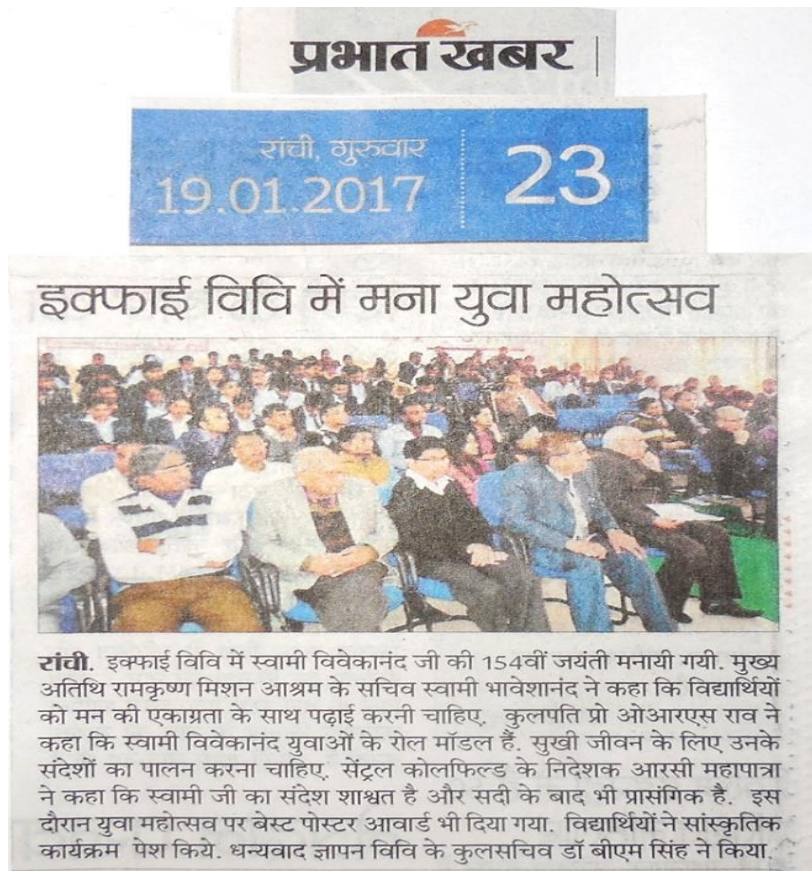 प्रभात खबर
रांची, गुरुवार
19.01.2017
23
इक्फाई विवि में मना युवा महोत्सव
रांची. इक्फाई विवि में स्वामी विवेकानंद जी की 154वीं जयंती मनायी गयी. मुख्य
अतिथि रामकृष्ण मिशन आश्रम के सचिव स्वामी भावेशानंद ने कहा कि विद्यार्थियों
को मन की एकाग्रता के साथ पढ़ाई करनी चाहिए. कुलपति प्रो ओआरएस राव ने
कहा कि स्वामी विवेकानंद युवाओं के रोल मॉडल हैं. सुखी जीवन के लिए उनके
संदेशों का पालन करना चाहिए. सेंट्रल कोलफिल्ड के निदेशक आरसी महापात्रा
ने कहा कि स्वामी जी का संदेश शाश्वत है और सदी के बाद भी प्रासंगिक है. इस
दौरान युवा महोत्सव पर बेस्ट पोस्टर आवार्ड भी दिया गया. विद्यार्थियों ने सांस्कृतिक
कार्यक्रम पेश किये. धन्यवाद ज्ञापन विवि के कुलसचिव डॉ बीएम सिंह ने किया.